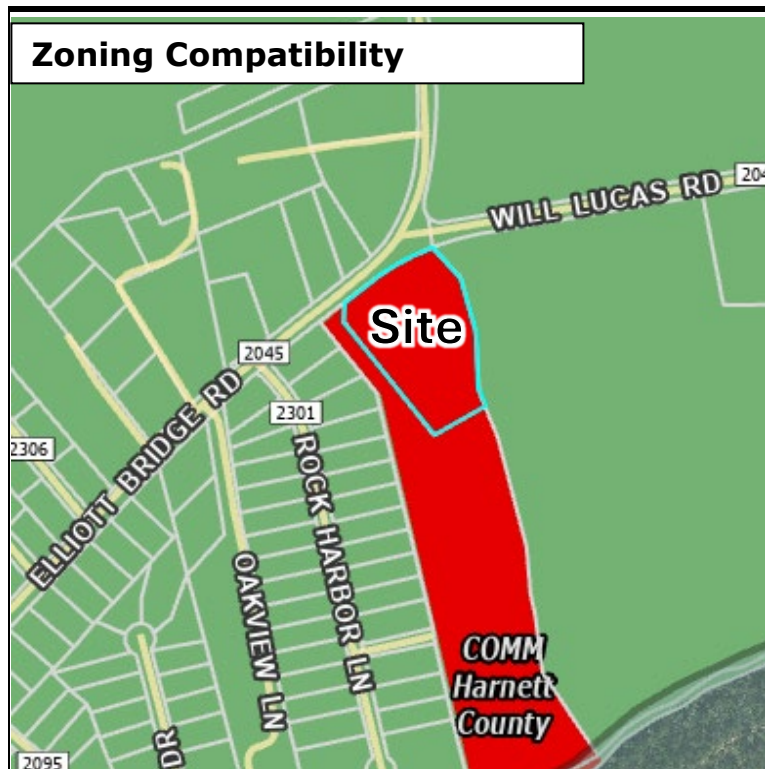 Zoning Compatibility
WILL LUCAS RD
204
Site
2045
2301
2306
ELLIOTT BRIDGE RD
ROCK HARBOR LN
OAKVIEW LN
COMM
Harnett
County
DR
2095